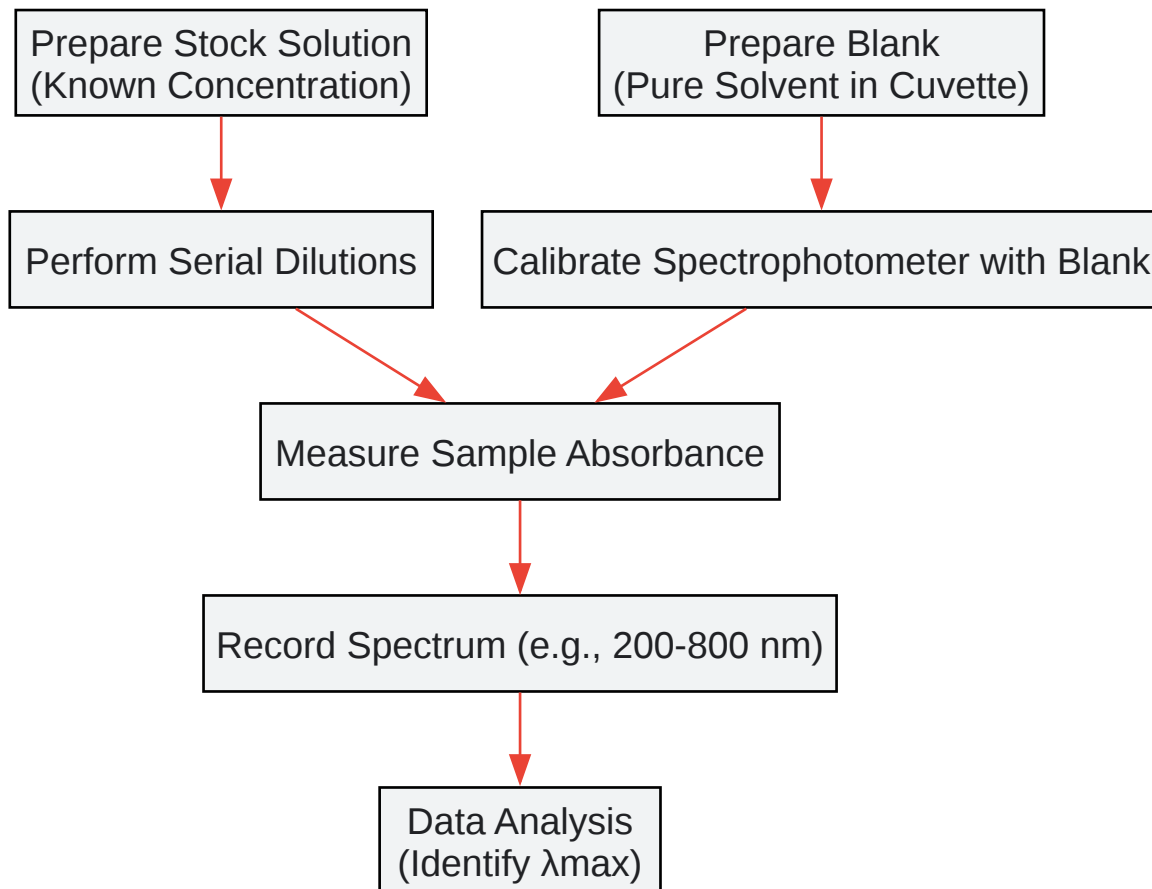 Prepare Stock Solution
(Known Concentration)
Prepare Blank
(Pure Solvent in Cuvette)
Perform Serial Dilutions
Calibrate Spectrophotometer with Blank
Measure Sample Absorbance
Record Spectrum (e.g., 200-800 nm)
Data Analysis
(Identify λmax)